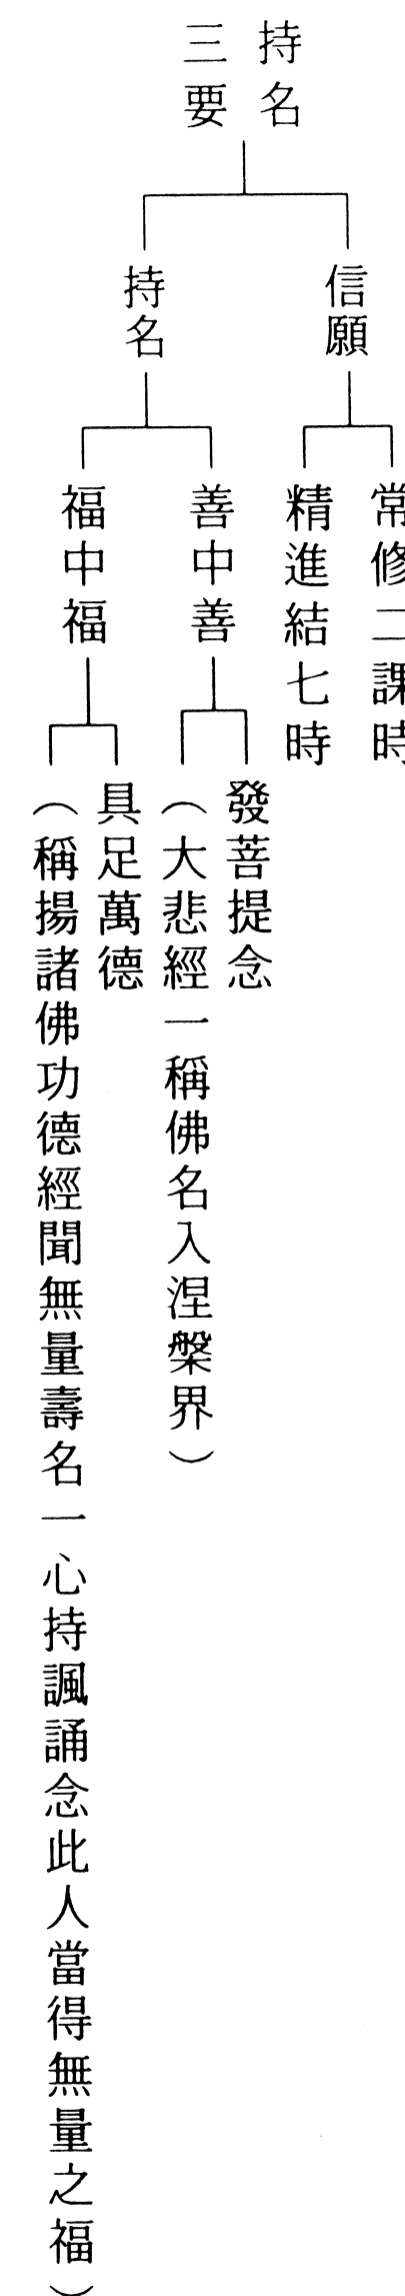 持名
三要
信願
常修二課時
精進結七時
持名
善中善
發菩提念
（大悲經一稱佛名入涅槃界）
福中福
具足萬德
（稱揚諸佛功德經聞無量壽名一心持諷誦念此人當得無量之福）